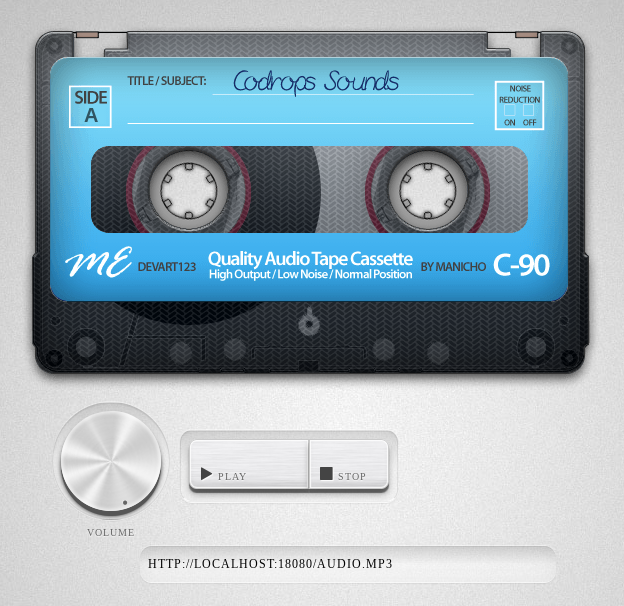 TITLE / SUBJECT: Codrops Sounds
SIDE
A
NOISE
REDUCTION
ON OFF
ME DEVART123 Quality Audio Tape Cassette BY MANICHO C-90
High Output / Low Noise / Normal Position
PLAY STOP
VOLUME
HTTP://LOCALHOST:18080/AUDIO.MP3